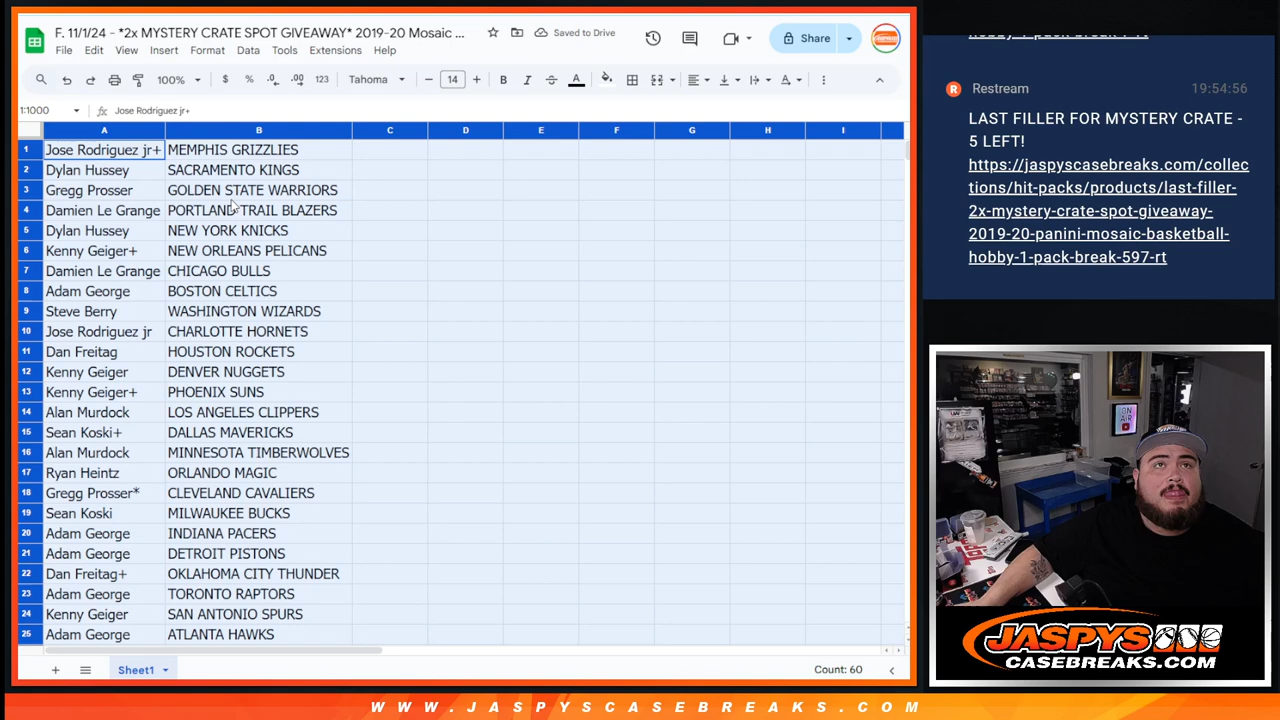 F. 11/1/24 - *2x MYSTERY CRATE SPOT GIVEAWAY* 2019-20 Mosaic ...
Saved to Drive
Share
File Edit View Insert Format Data Tools Extensions Help
100% $ % .0 .00 123 Tahoma 14 B I A
1:1000 fx Jose Rodriguez jr+
A B C D E F G H I
1 Jose Rodriguez jr+ MEMPHIS GRIZZLIES
2 Dylan Hussey SACRAMENTO KINGS
3 Gregg Prosser GOLDEN STATE WARRIORS
4 Damien Le Grange PORTLAND TRAIL BLAZERS
5 Dylan Hussey NEW YORK KNICKS
6 Kenny Geiger+ NEW ORLEANS PELICANS
7 Damien Le Grange CHICAGO BULLS
8 Adam George BOSTON CELTICS
9 Steve Berry WASHINGTON WIZARDS
10 Jose Rodriguez jr CHARLOTTE HORNETS
11 Dan Freitag HOUSTON ROCKETS
12 Kenny Geiger DENVER NUGGETS
13 Kenny Geiger+ PHOENIX SUNS
14 Alan Murdock LOS ANGELES CLIPPERS
15 Sean Koski+ DALLAS MAVERICKS
16 Alan Murdock MINNESOTA TIMBERWOLVES
17 Ryan Heintz ORLANDO MAGIC
18 Gregg Prosser* CLEVELAND CAVALIERS
19 Sean Koski MILWAUKEE BUCKS
20 Adam George INDIANA PACERS
21 Adam George DETROIT PISTONS
22 Dan Freitag+ OKLAHOMA CITY THUNDER
23 Adam George TORONTO RAPTORS
24 Kenny Geiger SAN ANTONIO SPURS
25 Adam George ATLANTA HAWKS
Sheet1
Count: 60
hobby-1-pack-break-
Restream 19:54:56
LAST FILLER FOR MYSTERY CRATE -
5 LEFT!
https://jaspyscasebreaks.com/collec
tions/hit-packs/products/last-filler-
2x-mystery-crate-spot-giveaway-
2019-20-panini-mosaic-basketball-
hobby-1-pack-break-597-rt
ON
AIR
JASPYS
CASEBREAKS.COM
WWW.JASPYSCASEBREAKS.COM